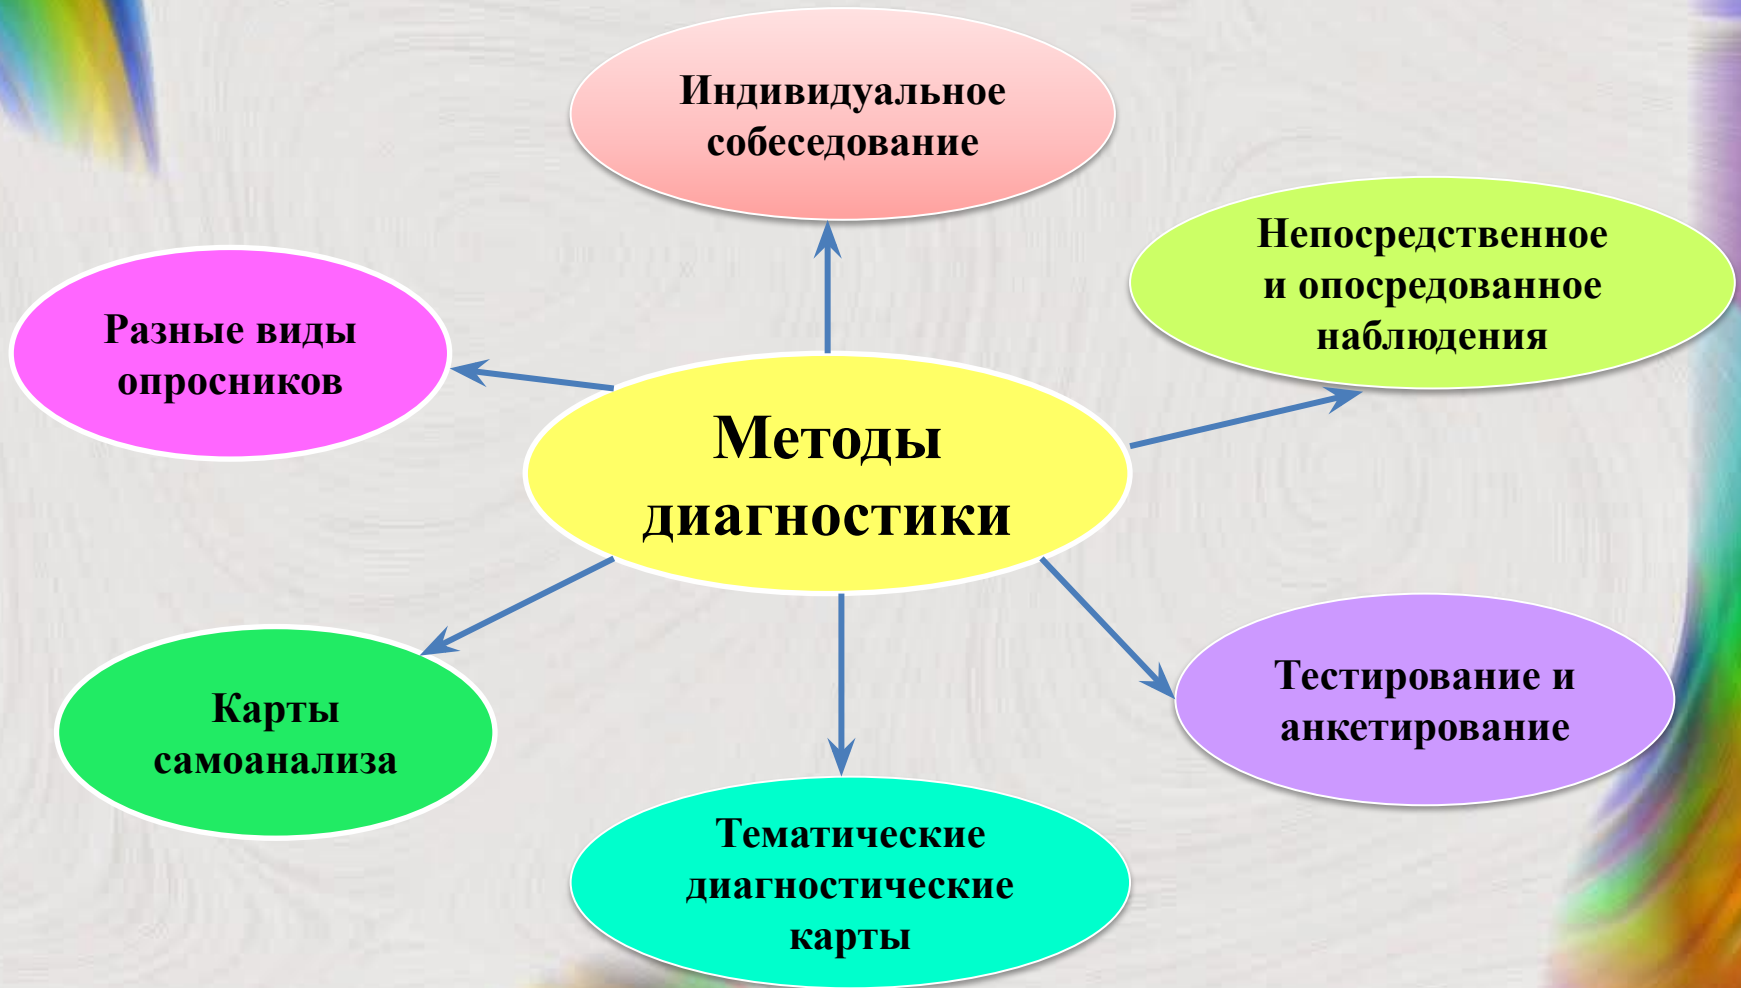 Индивидуальное
собеседование
Непосредственное
и опосредованное
наблюдения
Разные виды
опросников
Методы
диагностики
Тестирование и
анкетирование
Карты
самоанализа
Тематические
диагностические
карты